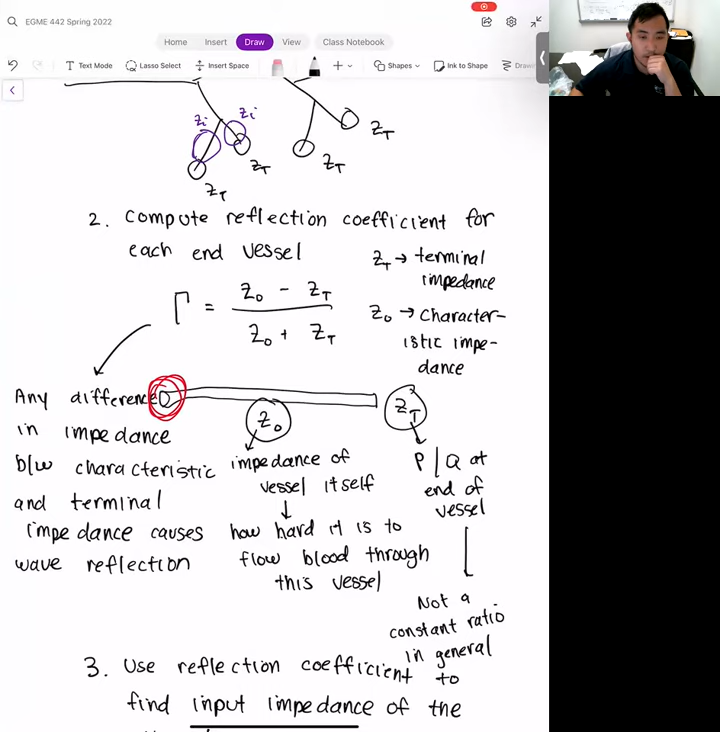 EGME 442 Spring 2022
Home Insert Draw View Class Notebook
Text Mode Lasso Select Insert Space Shapes Ink to Shape Draw
Zi Zi
ZT
ZT
ZT
ZT
2. Compute reflection coefficient for
each end vessel
ZT → terminal
impedance
Γ = Z0 - ZT / Z0 + ZT
Z0 → Character-
istic impe-
dance
Any difference
in impedance
b/w characteristic
and terminal
impedance causes
wave reflection
Z0
impedance of
vessel itself
↓
how hard it is to
flow blood through
this vessel
ZT
P/Q at
end of
vessel
Not a
constant ratio
in general
3. Use reflection coefficient to
find input impedance of the